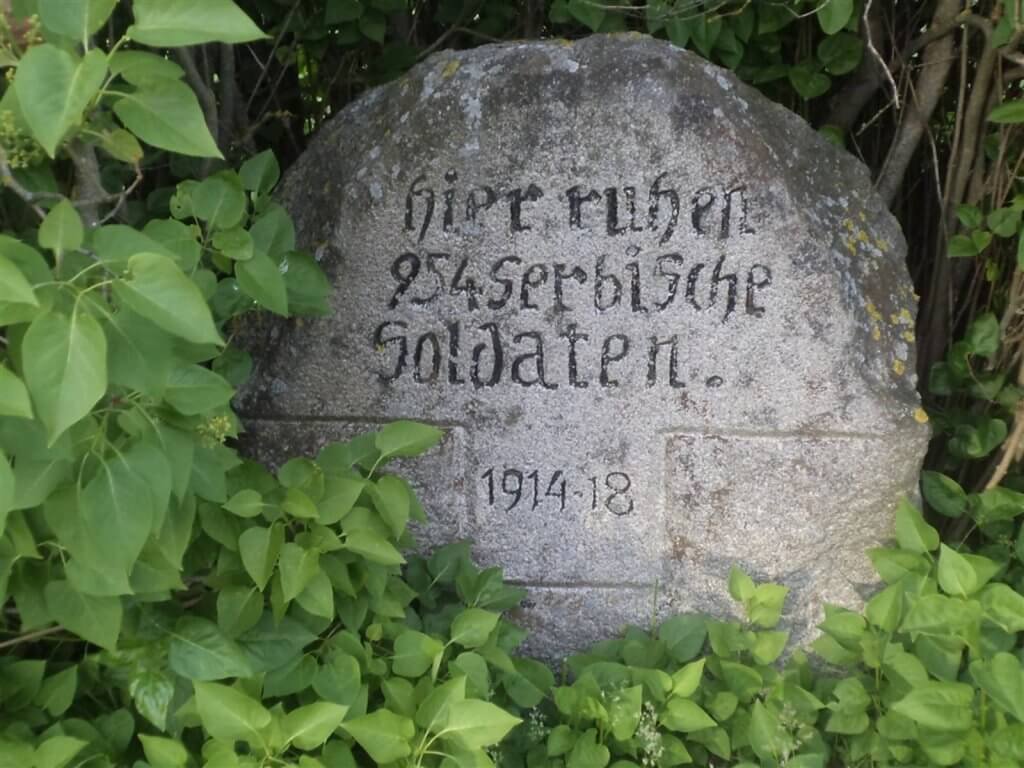 hier ruhen
954 serbische
Soldaten.
1914-18